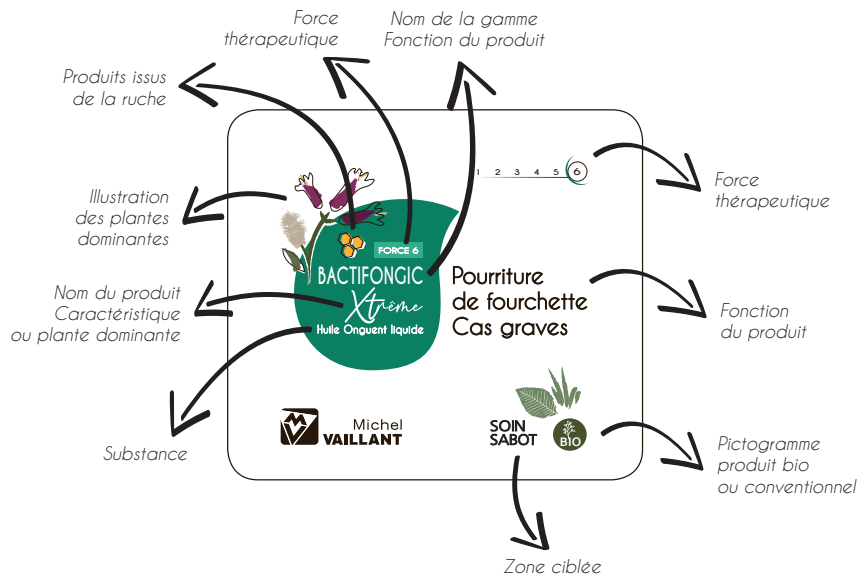 Force
thérapeutique
Nom de la gamme
Fonction du produit
Produits issus
de la ruche
Illustration
des plantes
dominantes
Nom du produit
Caractéristique
ou plante dominante
Substance
1 2 3 4 5 6
FORCE 6
BACTIFONGIC
Xtrême
Huile Onguent liquide
Pourriture
de fourchette
Cas graves
Michel
VAILLANT
SOIN
SABOT
BIO
Force
thérapeutique
Fonction
du produit
Pictogramme
produit bio
ou conventionnel
Zone ciblée